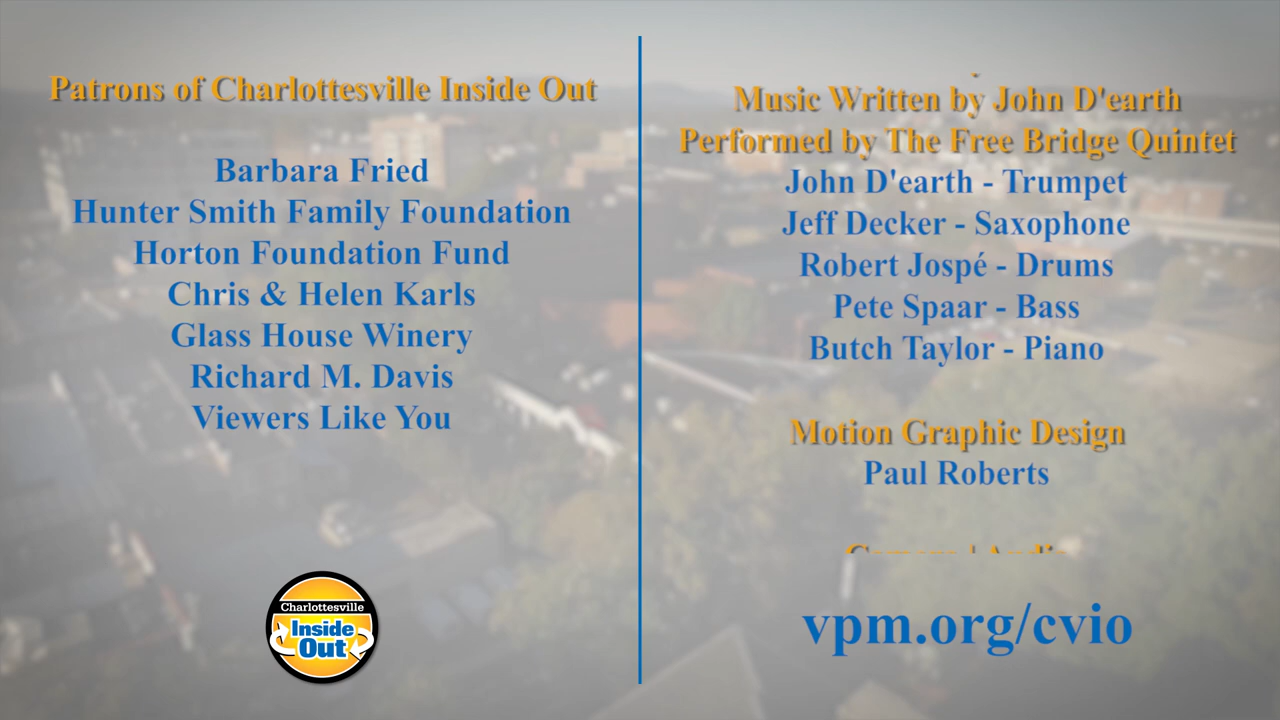 Patrons of Charlottesville Inside Out
Barbara Fried
Hunter Smith Family Foundation
Horton Foundation Fund
Chris & Helen Karls
Glass House Winery
Richard M. Davis
Viewers Like You
Charlottesville
Inside
Out
Music Written by John D'earth
Performed by The Free Bridge Quintet
John D'earth - Trumpet
Jeff Decker - Saxophone
Robert Jospé - Drums
Pete Spaar - Bass
Butch Taylor - Piano
Motion Graphic Design
Paul Roberts
vpm.org/cvio